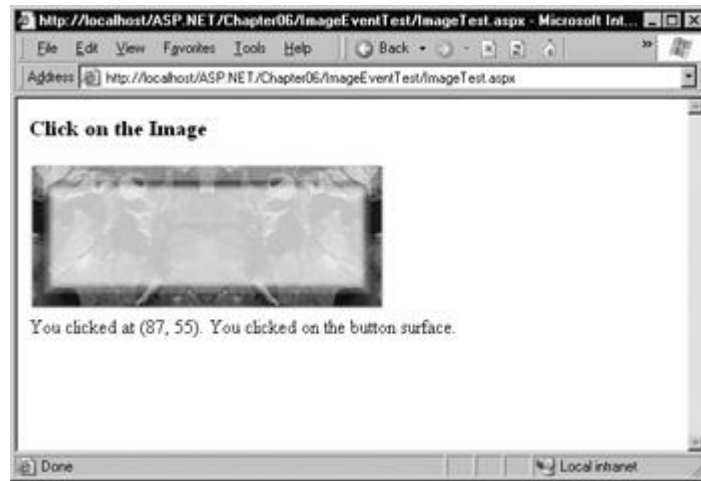 http://localhost/ASP.NET/Chapter06/ImageEventTest/ImageTest.aspx - Microsoft Int...
File Edit View Favorites Tools Help Back »
Address http://localhost/ASP.NET/Chapter06/ImageEventTest/ImageTest.aspx
Click on the Image
You clicked at (87, 55). You clicked on the button surface.
Done Local intranet